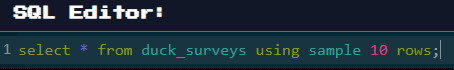 SQL Editor:
1 select * from duck_surveys using sample 10 rows;